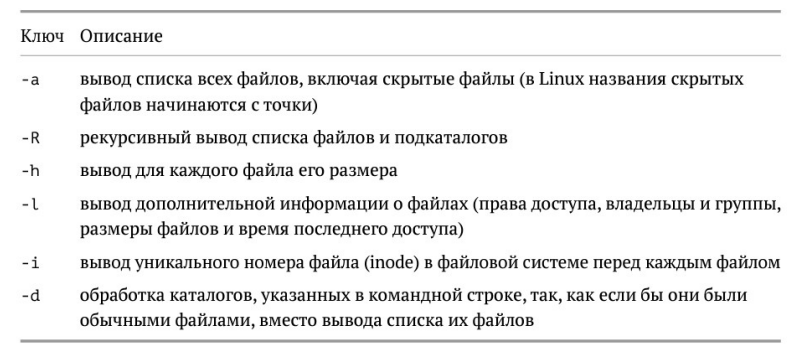 Ключ Описание
-a вывод списка всех файлов, включая скрытые файлы (в Linux названия скрытых
файлов начинаются с точки)
-R рекурсивный вывод списка файлов и подкаталогов
-h вывод для каждого файла его размера
-l вывод дополнительной информации о файлах (права доступа, владельцы и группы,
размеры файлов и время последнего доступа)
-i вывод уникального номера файла (inode) в файловой системе перед каждым файлом
-d обработка каталогов, указанных в командной строке, так, как если бы они были
обычными файлами, вместо вывода списка их файлов